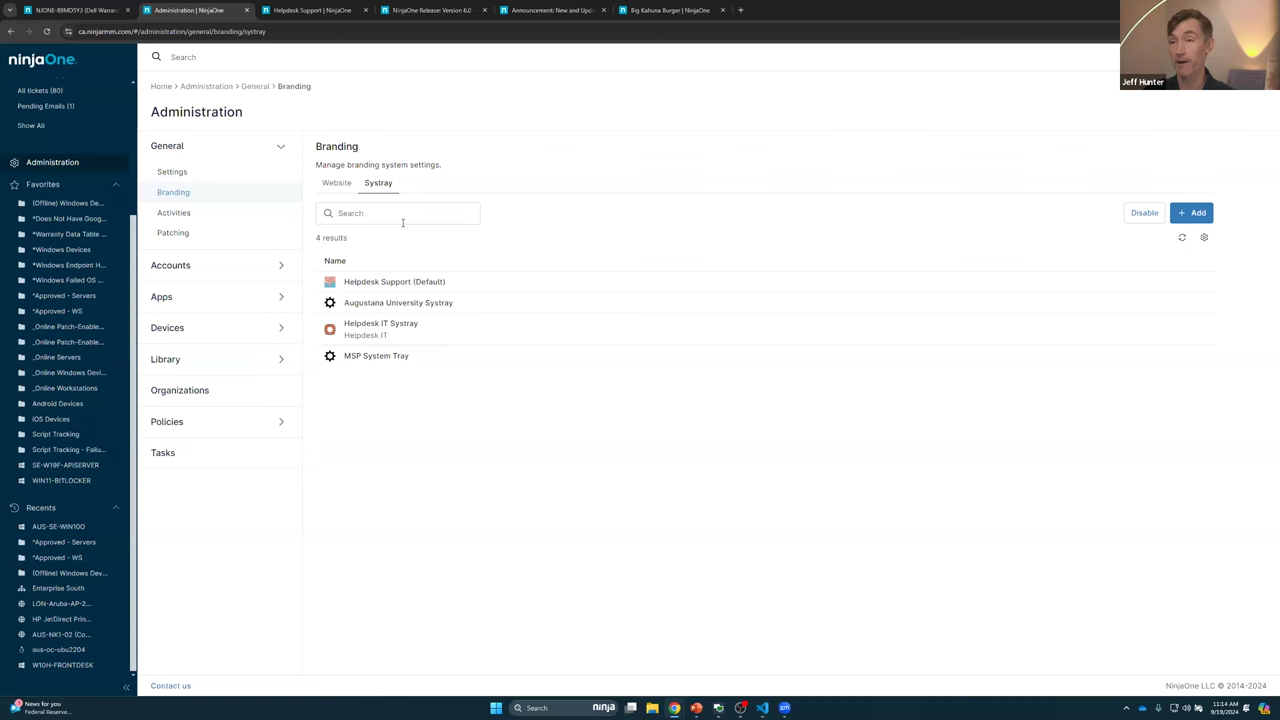 NJONE-89MD5Y3 (Dell Warran
Administration | NinjaOne
Helpdesk Support | NinjaOne
NinjaOne Release: Version 6.0 -
Announcement: New and Upd
Big Kahuna Burger | NinjaOne
ca.ninjarmm.com/#/administration/general/branding/systray
ninjaOne
Search
Jeff Hunter
Home > Administration > General > Branding
All tickets (80)
Pending Emails (1)
Show All
Administration
Favorites
(Offline) Windows De...
*Does Not Have Goog...
*Warranty Data Table ...
*Windows Devices
*Windows Endpoint H...
*Windows Failed OS ...
^Approved - Servers
^Approved - WS
_Online Patch-Enable...
_Online Patch-Enable...
_Online Servers
_Online Windows Devi...
_Online Workstations
Android Devices
iOS Devices
Script Tracking
Script Tracking - Failu...
SE-W19F-APISERVER
WIN11-BITLOCKER
Recents
AUS-SE-WIN10O
^Approved - Servers
^Approved - WS
(Offline) Windows Dev...
Enterprise South
LON-Aruba-AP-2...
HP JetDirect Prin...
AUS-NK1-02 (Co...
aus-oc-ubu2204
W10H-FRONTDESK
Administration
General
Settings
Branding
Activities
Patching
Accounts
Apps
Devices
Library
Organizations
Policies
Tasks
Branding
Manage branding system settings.
Website
Systray
Search
Disable
+ Add
4 results
Name
Helpdesk Support (Default)
Augustana University Systray
Helpdesk IT Systray
Helpdesk IT
MSP System Tray
Contact us
NinjaOne LLC © 2014-2024
News for you
Federal Reserve...
Search
ninja
zm
11:14 AM
9/19/2024